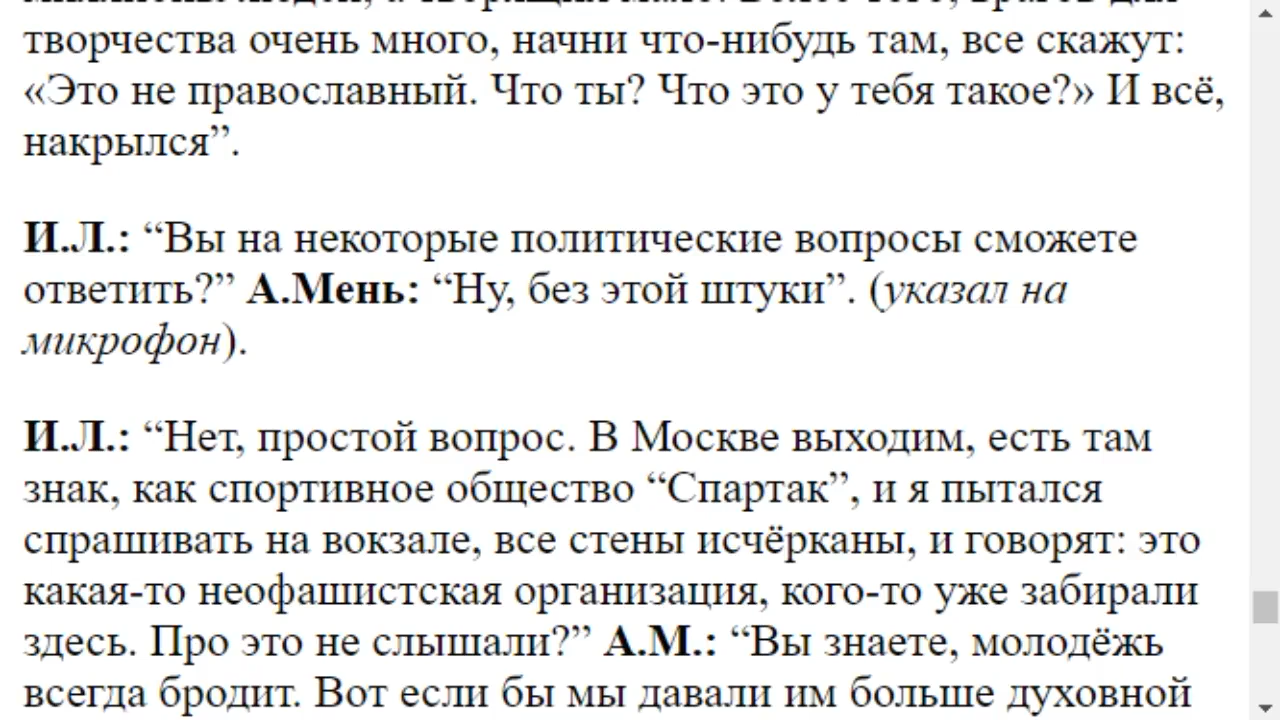 творчества очень много, начни что-нибудь там, все скажут:
«Это не православный. Что ты? Что это у тебя такое?» И всё,
накрылся”.
И.Л.: “Вы на некоторые политические вопросы сможете
ответить?” А.Мень: “Ну, без этой штуки”. (указал на
микрофон).
И.Л.: “Нет, простой вопрос. В Москве выходим, есть там
знак, как спортивное общество “Спартак”, и я пытался
спрашивать на вокзале, все стены исчёрканы, и говорят: это
какая-то неофашистская организация, кого-то уже забирали
здесь. Про это не слышали?” А.М.: “Вы знаете, молодёжь
всегда бродит. Вот если бы мы давали им больше духовной